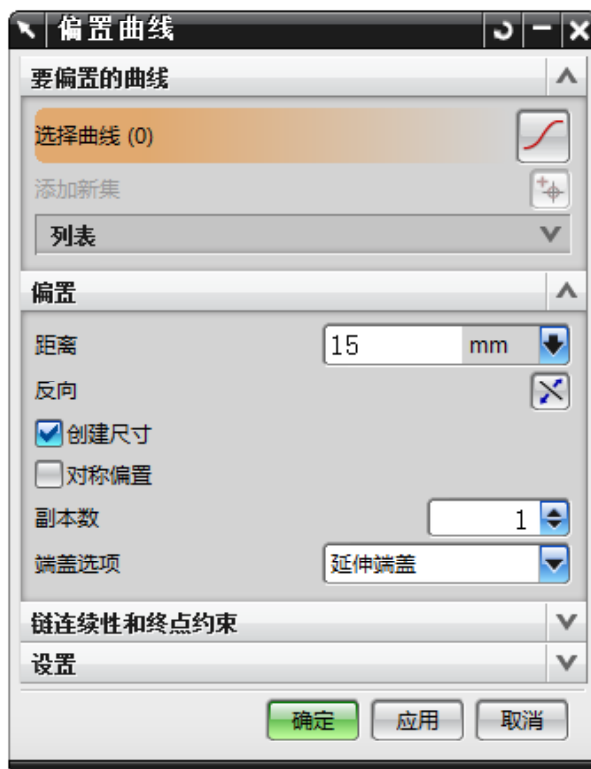 偏置曲线
要偏置的曲线
选择曲线 (0)
添加新集
列表
偏置
距离 15 mm
反向
创建尺寸
对称偏置
副本数 1
端盖选项 延伸端盖
链连续性和终点约束
设置
确定 应用 取消